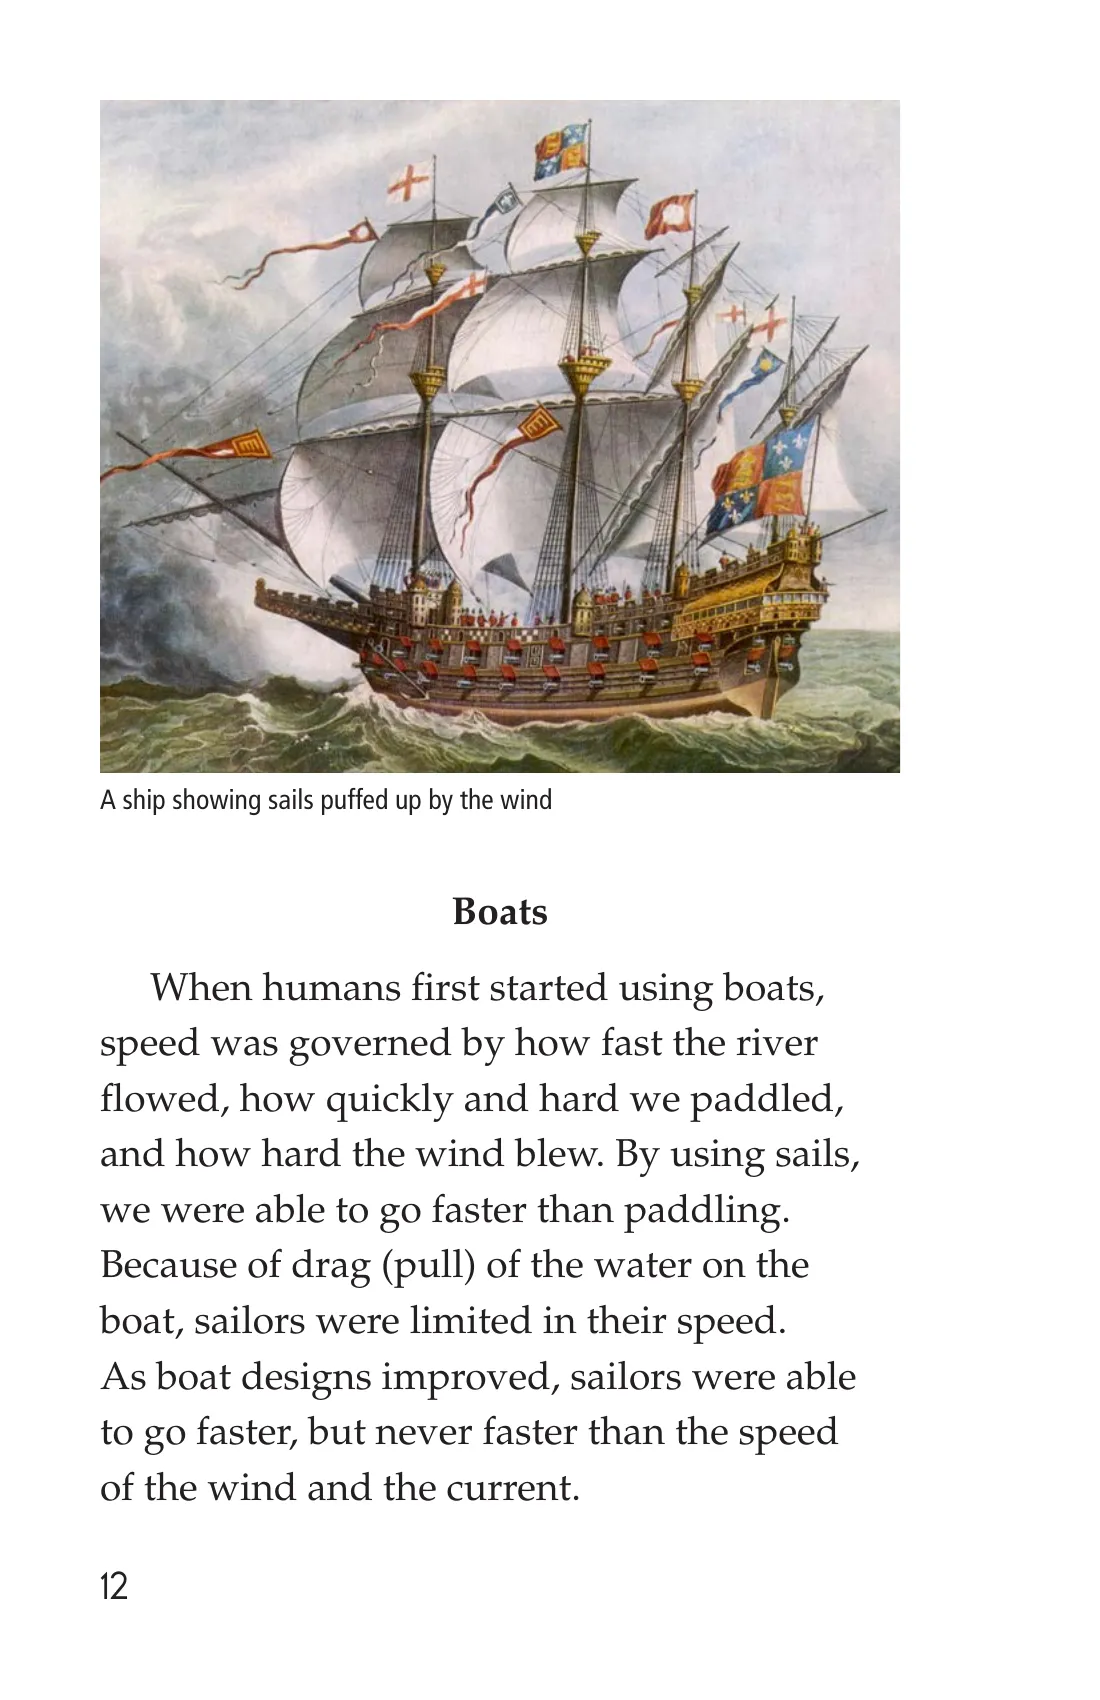 A ship showing sails puffed up by the wind
Boats
When humans first started using boats,
speed was governed by how fast the river
flowed, how quickly and hard we paddled,
and how hard the wind blew. By using sails,
we were able to go faster than paddling.
Because of drag (pull) of the water on the
boat, sailors were limited in their speed.
As boat designs improved, sailors were able
to go faster, but never faster than the speed
of the wind and the current.
12